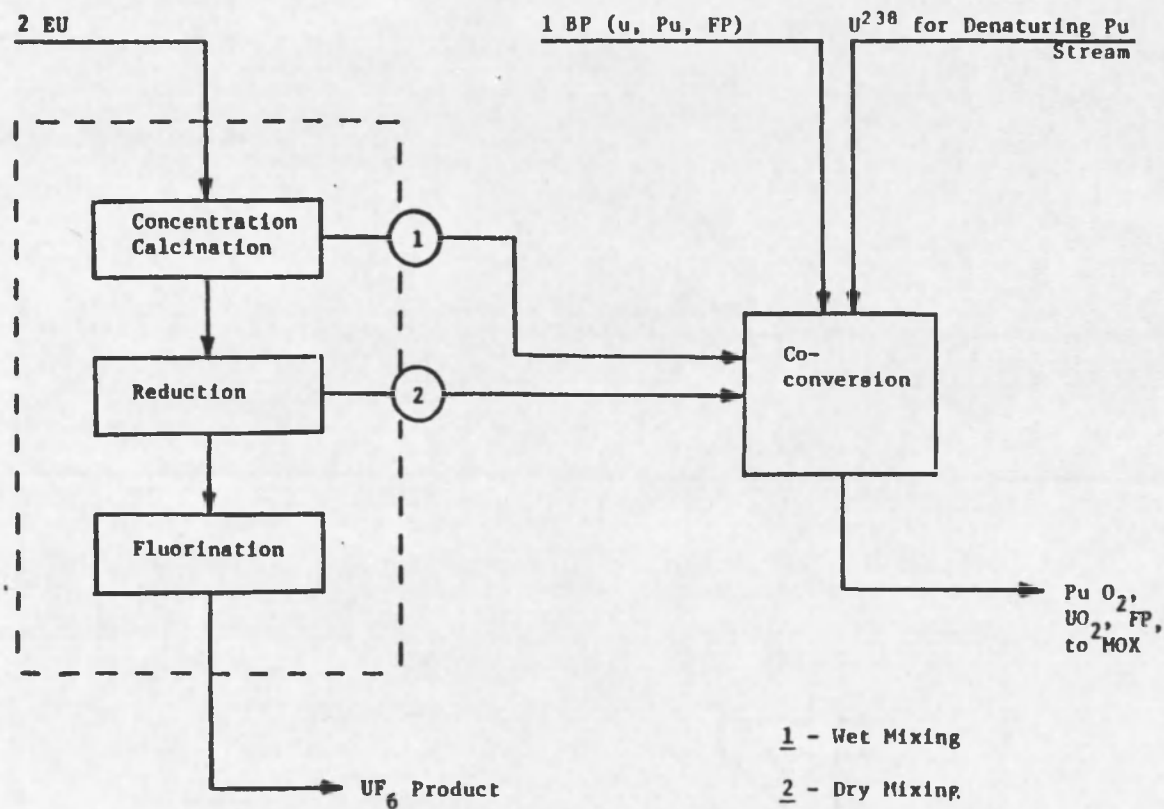 2 EU
1 BP (u, Pu, FP)
U²³⁸ for Denaturing Pu
Stream
Concentration
Calcination
1
Reduction
2
Co-
conversion
Fluorination
Pu O₂,
UO₂, FP,
to MOX
1 - Wet Mixing
UF₆ Product
2 - Dry Mixing